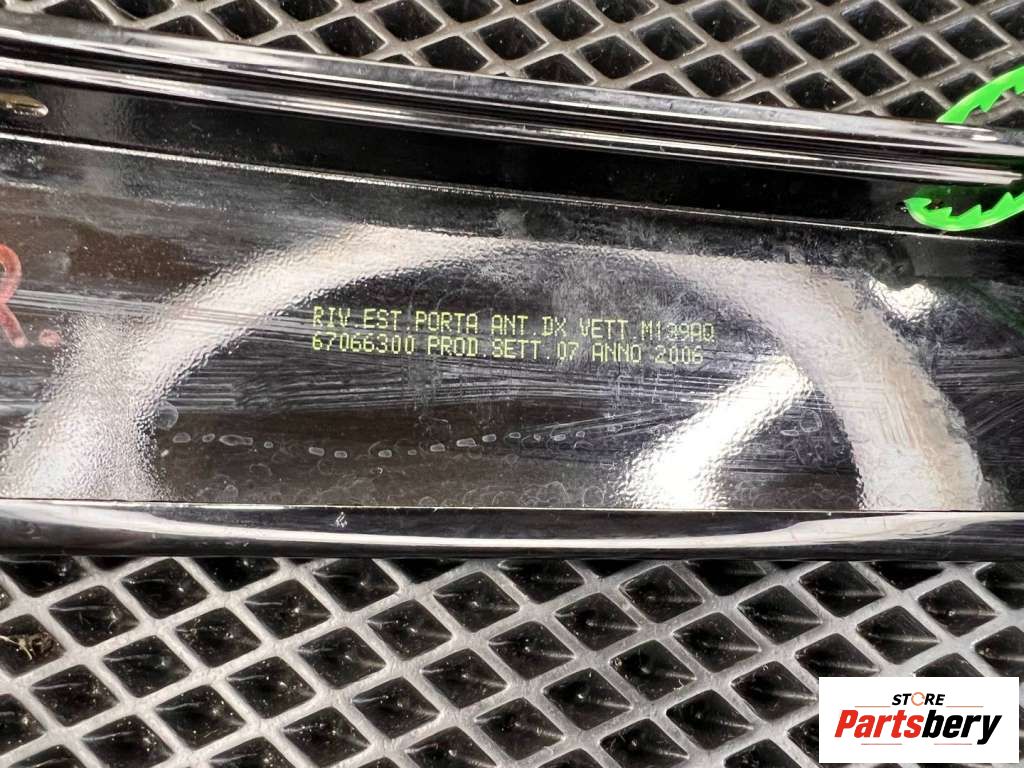 R.
RIV.EST.PORTA ANT.DX VETT.M139AQ
67066300 PROD.SETT.07 ANNO 2006
STORE
Partsbery